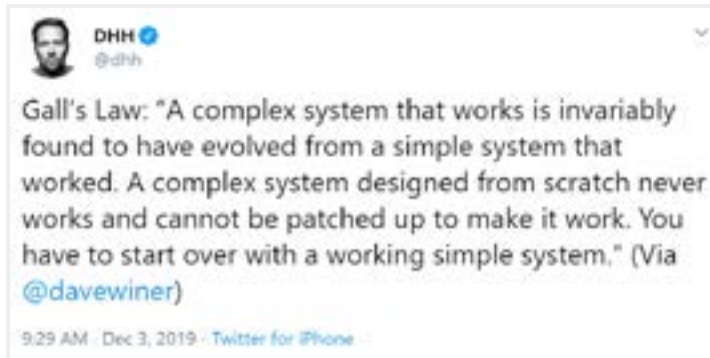 DHH
@dhh
Gall's Law: "A complex system that works is invariably
found to have evolved from a simple system that
worked. A complex system designed from scratch never
works and cannot be patched up to make it work. You
have to start over with a working simple system." (Via
@davewiner)
9:29 AM · Dec 3, 2019 · Twitter for iPhone